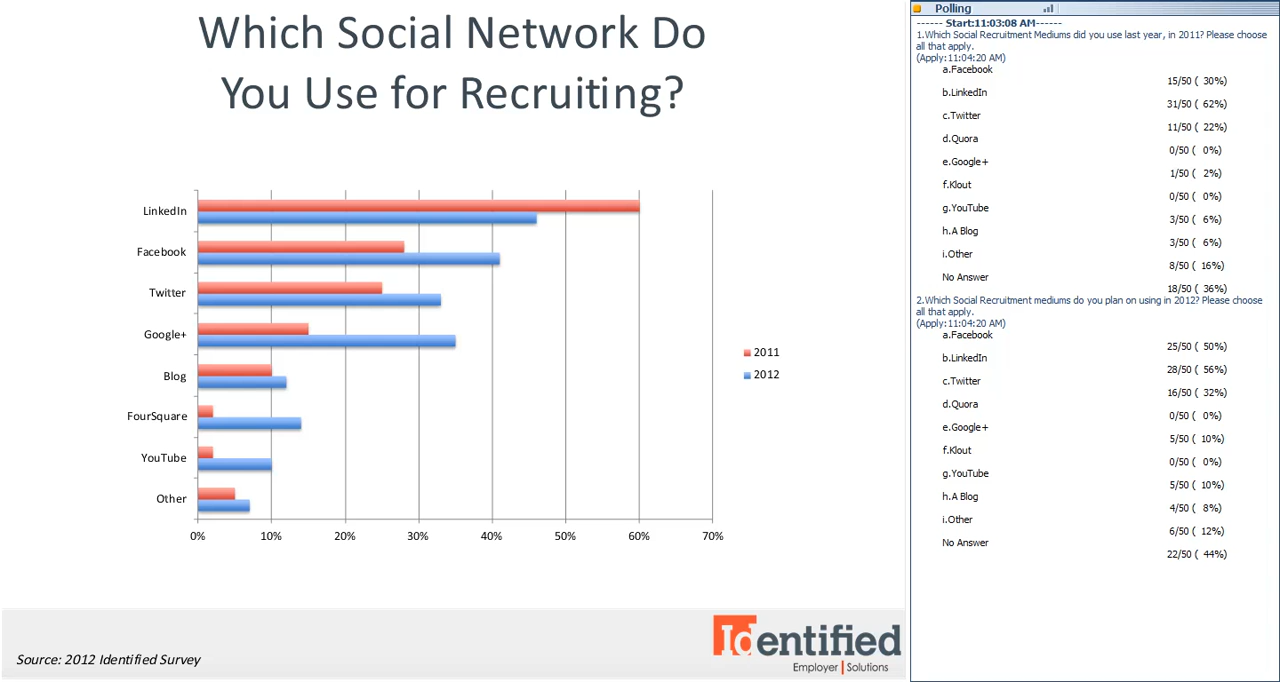 Which Social Network Do
You Use for Recruiting?
LinkedIn
Facebook
Twitter
Google+
Blog
FourSquare
YouTube
Other
0% 10% 20% 30% 40% 50% 60% 70%
2011
2012
Source: 2012 Identified Survey
Identified
Employer | Solutions
Polling
------ Start:11:03:08 AM------
1.Which Social Recruitment Mediums did you use last year, in 2011? Please choose
all that apply.
(Apply:11:04:20 AM)
a.Facebook
15/50 ( 30%)
b.LinkedIn
31/50 ( 62%)
c.Twitter
11/50 ( 22%)
d.Quora
0/50 ( 0%)
e.Google+
1/50 ( 2%)
f.Klout
0/50 ( 0%)
g.YouTube
3/50 ( 6%)
h.A Blog
3/50 ( 6%)
i.Other
8/50 ( 16%)
No Answer
18/50 ( 36%)
2.Which Social Recruitment mediums do you plan on using in 2012? Please choose
all that apply.
(Apply:11:04:20 AM)
a.Facebook
25/50 ( 50%)
b.LinkedIn
28/50 ( 56%)
c.Twitter
16/50 ( 32%)
d.Quora
0/50 ( 0%)
e.Google+
5/50 ( 10%)
f.Klout
0/50 ( 0%)
g.YouTube
5/50 ( 10%)
h.A Blog
4/50 ( 8%)
i.Other
6/50 ( 12%)
No Answer
22/50 ( 44%)